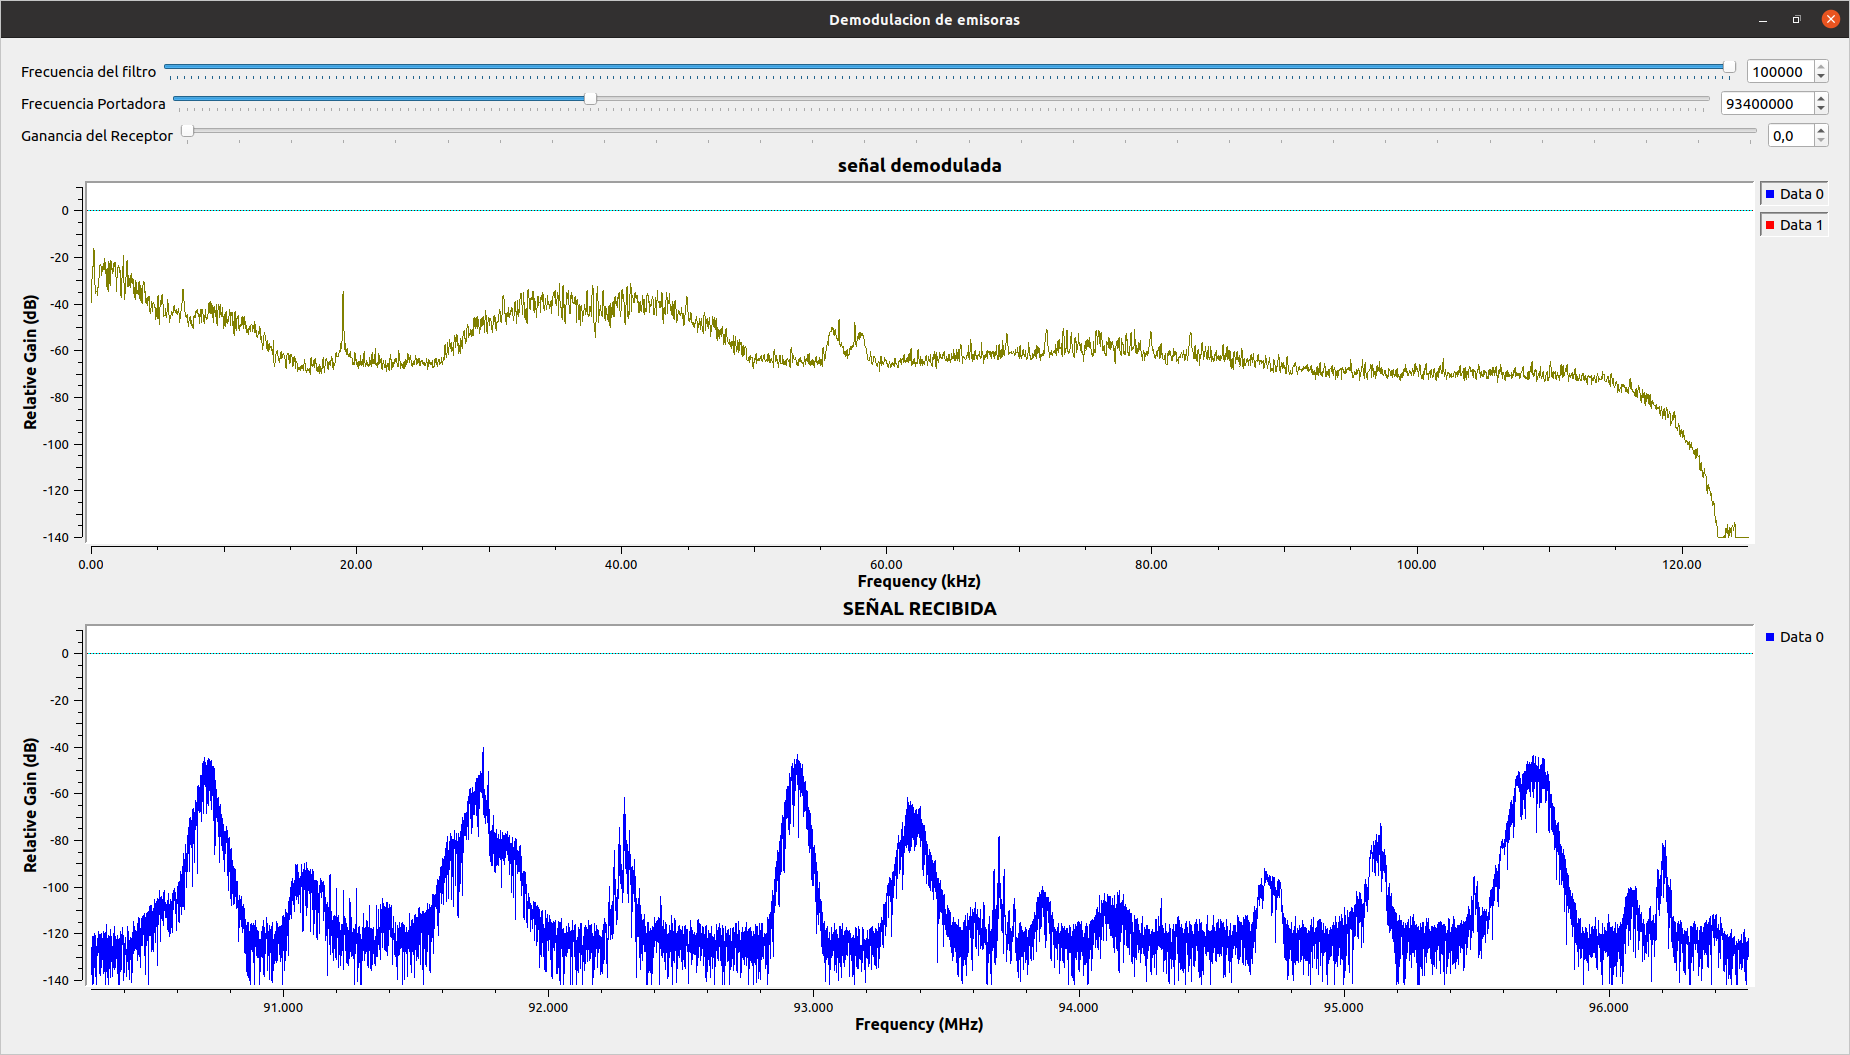 Demodulacion de emisoras
Frecuencia del filtro 100000
Frecuencia Portadora 93400000
Ganancia del Receptor 0,0
señal demodulada
Data 0
Data 1
Relative Gain (dB)
0
-20
-40
-60
-80
-100
-120
-140
0.00 20.00 40.00 60.00 80.00 100.00 120.00
Frequency (kHz)
SEÑAL RECIBIDA
Data 0
Relative Gain (dB)
0
-20
-40
-60
-80
-100
-120
-140
91.000 92.000 93.000 94.000 95.000 96.000
Frequency (MHz)